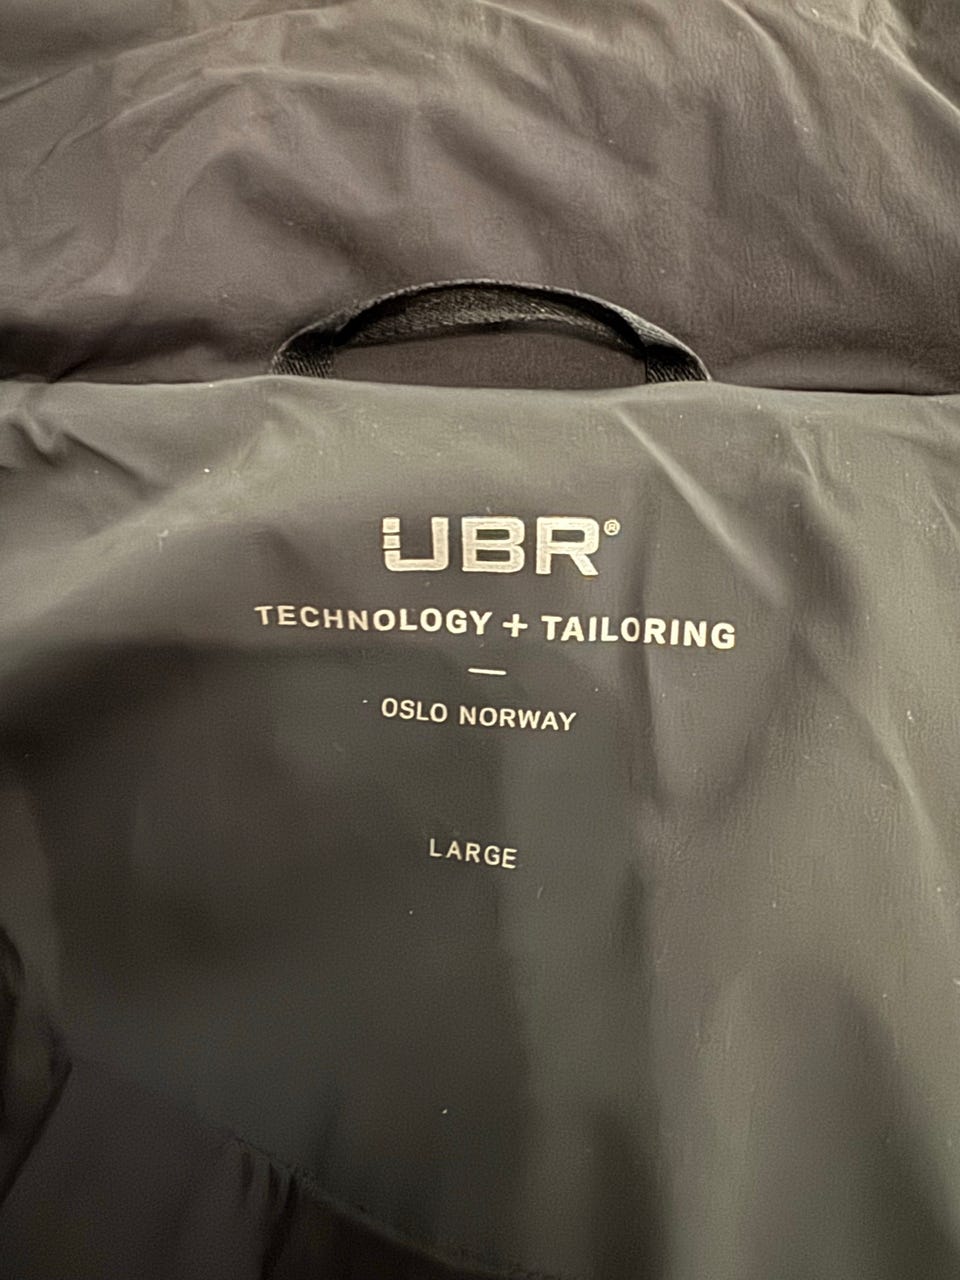 UBR®
TECHNOLOGY + TAILORING
—
OSLO NORWAY
LARGE